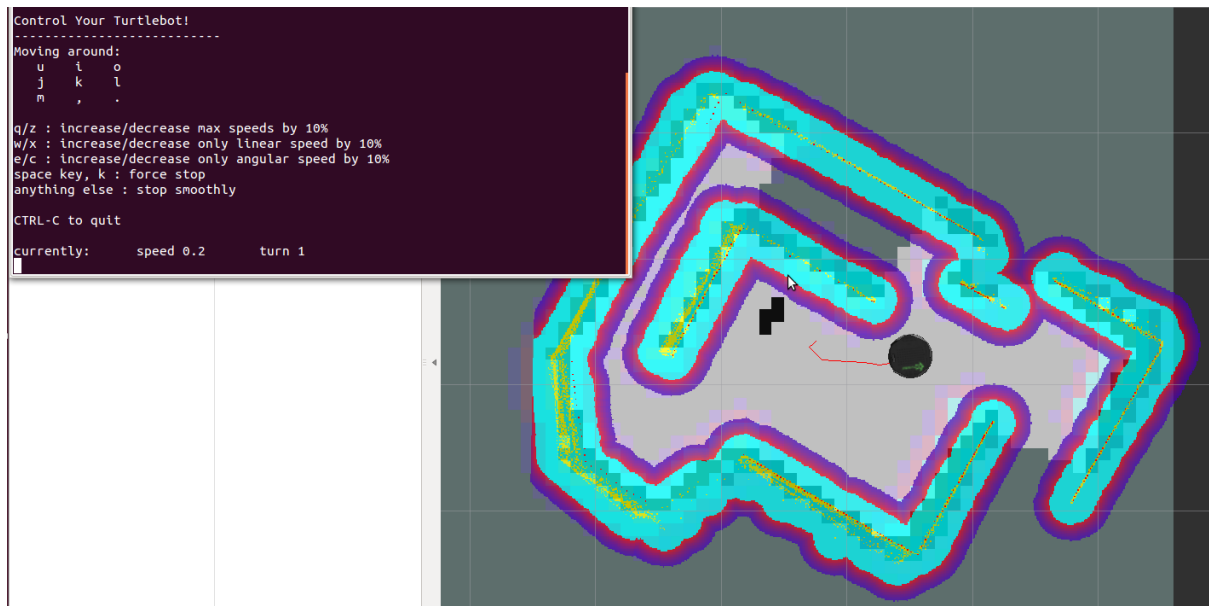 Control Your Turtlebot!
---------------------------
Moving around:
   u    i    o
   j    k    l
   m    ,    .
q/z : increase/decrease max speeds by 10%
w/x : increase/decrease only linear speed by 10%
e/c : increase/decrease only angular speed by 10%
space key, k : force stop
anything else : stop smoothly
CTRL-C to quit
currently:      speed 0.2       turn 1